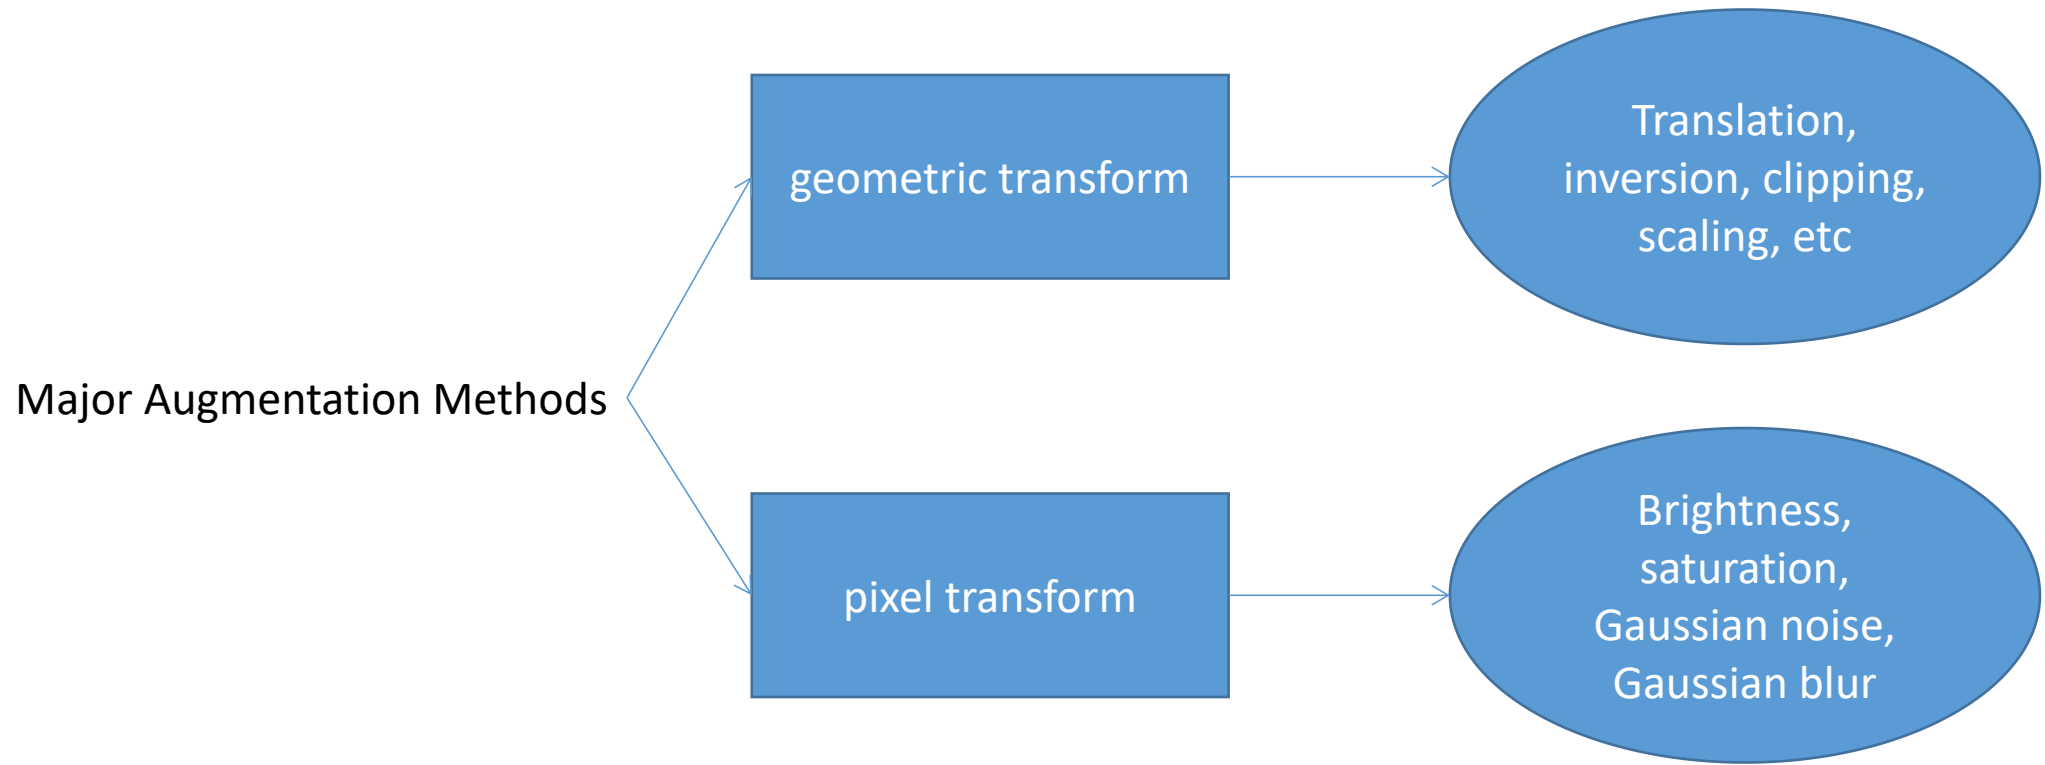 Major Augmentation Methods
geometric transform
Translation,
inversion, clipping,
scaling, etc
pixel transform
Brightness,
saturation,
Gaussian noise,
Gaussian blur